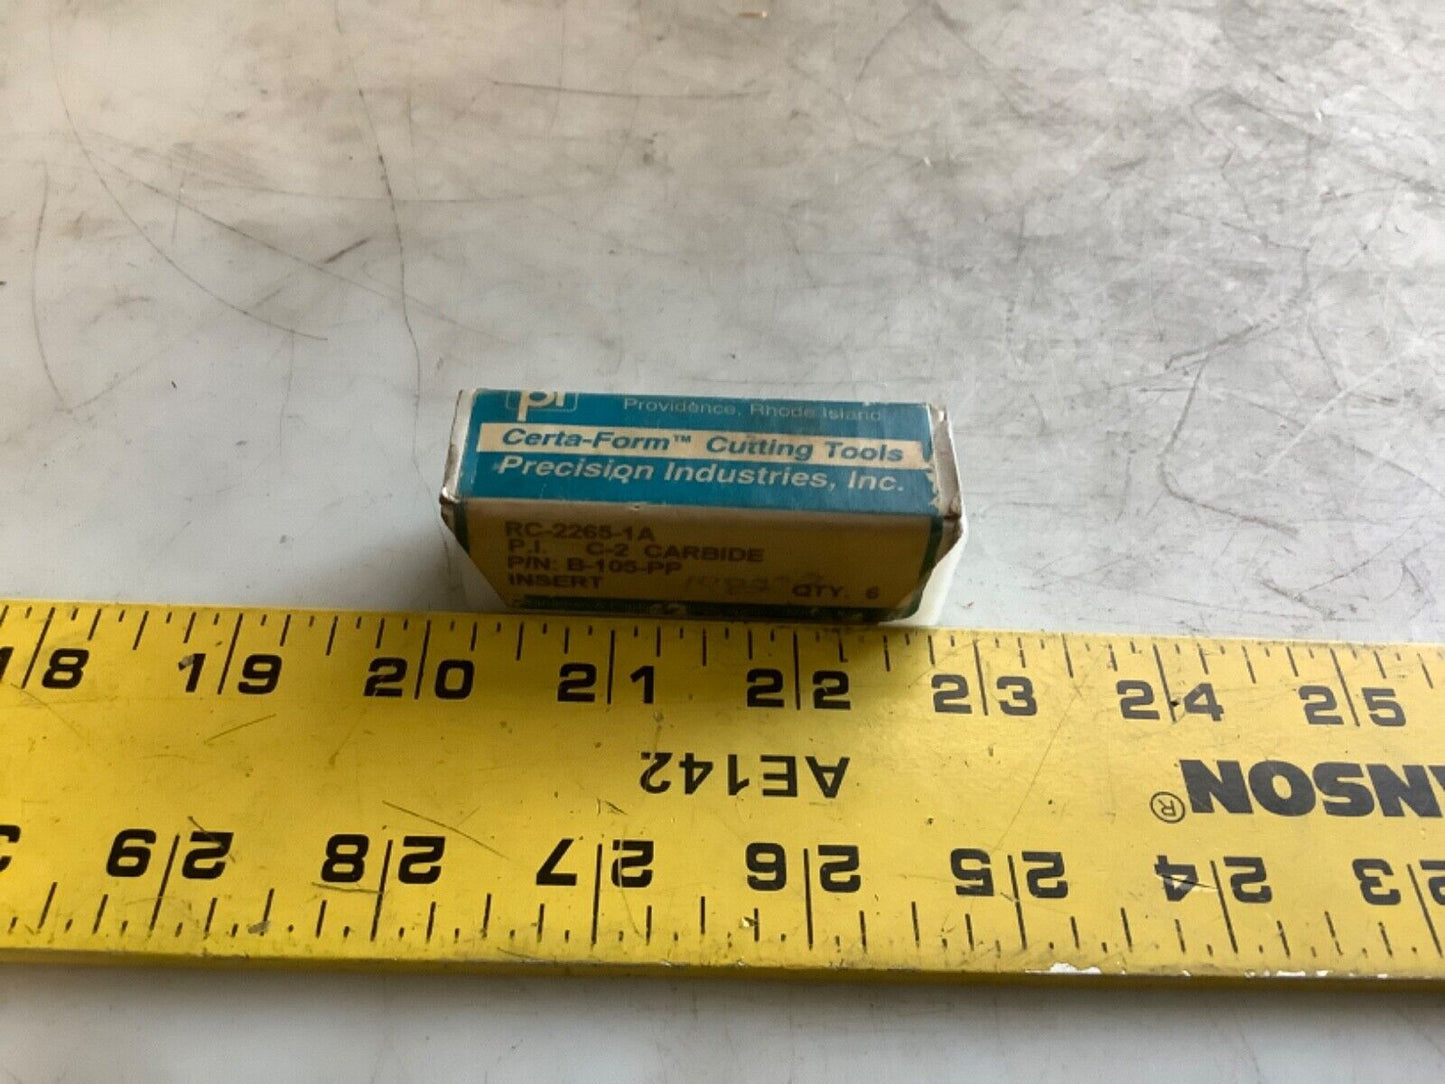 pi
Providence, Rhode Island
Certa-Form™ Cutting Tools
Precision Industries, Inc.
RC-2265-1A
P.I. C-2 CARBIDE
P/N: B-105-PP
INSERT QTY. 6
18 19 20 21 22 23 24 25
AE142
NSON®
29 28 27 26 25 24 23